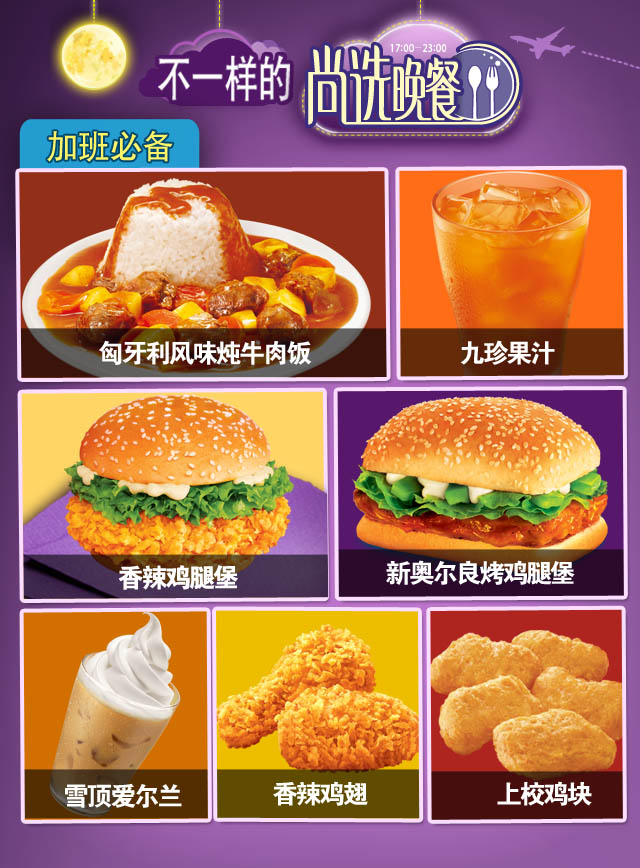 17:00-23:00
不一样的
尚选晚餐
加班必备
匈牙利风味炖牛肉饭
九珍果汁
香辣鸡腿堡
新奥尔良烤鸡腿堡
雪顶爱尔兰
香辣鸡翅
上校鸡块